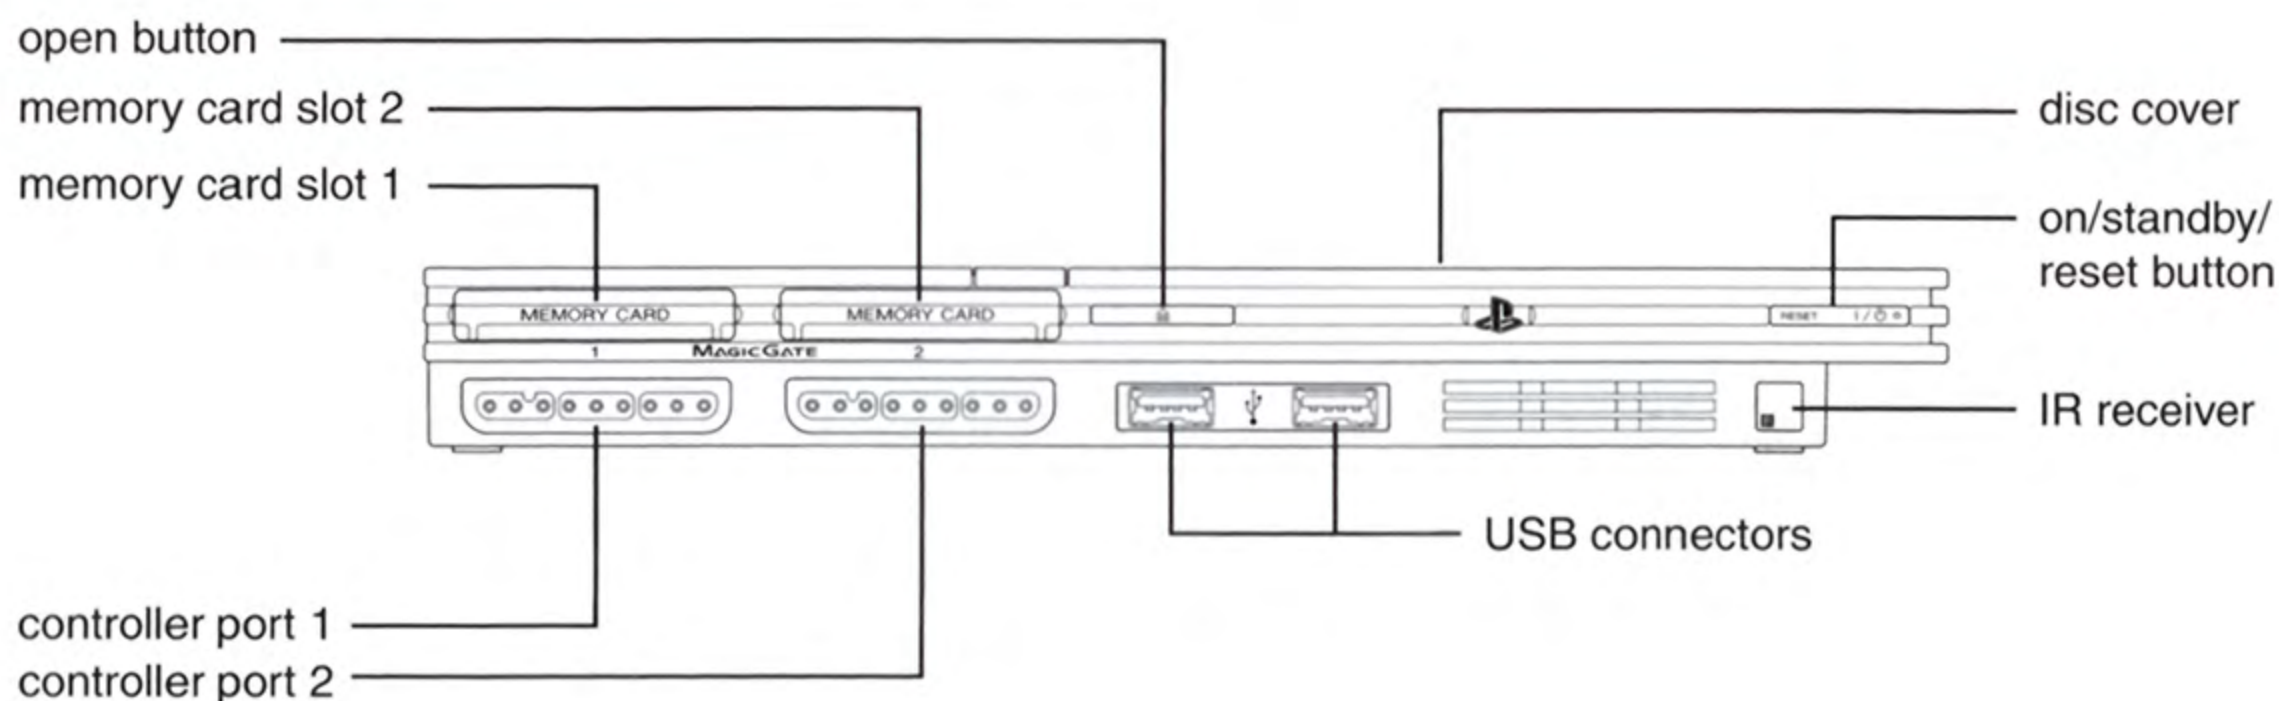 open button
memory card slot 2
memory card slot 1
disc cover
on/standby/
reset button
MEMORY CARD
MEMORY CARD
RESET
1
MAGICGATE
2
IR receiver
USB connectors
controller port 1
controller port 2